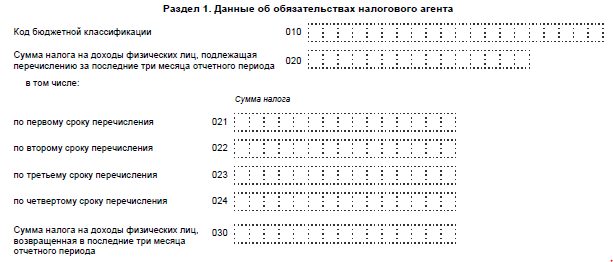 Раздел 1. Данные об обязательствах налогового агента
Код бюджетной классификации 010
Сумма налога на доходы физических лиц, подлежащая
перечислению за последние три месяца отчетного периода 020
в том числе:
Сумма налога
по первому сроку перечисления 021
по второму сроку перечисления 022
по третьему сроку перечисления 023
по четвертому сроку перечисления 024
Сумма налога на доходы физических лиц, 030
возвращенная в последние три месяца
отчетного периода